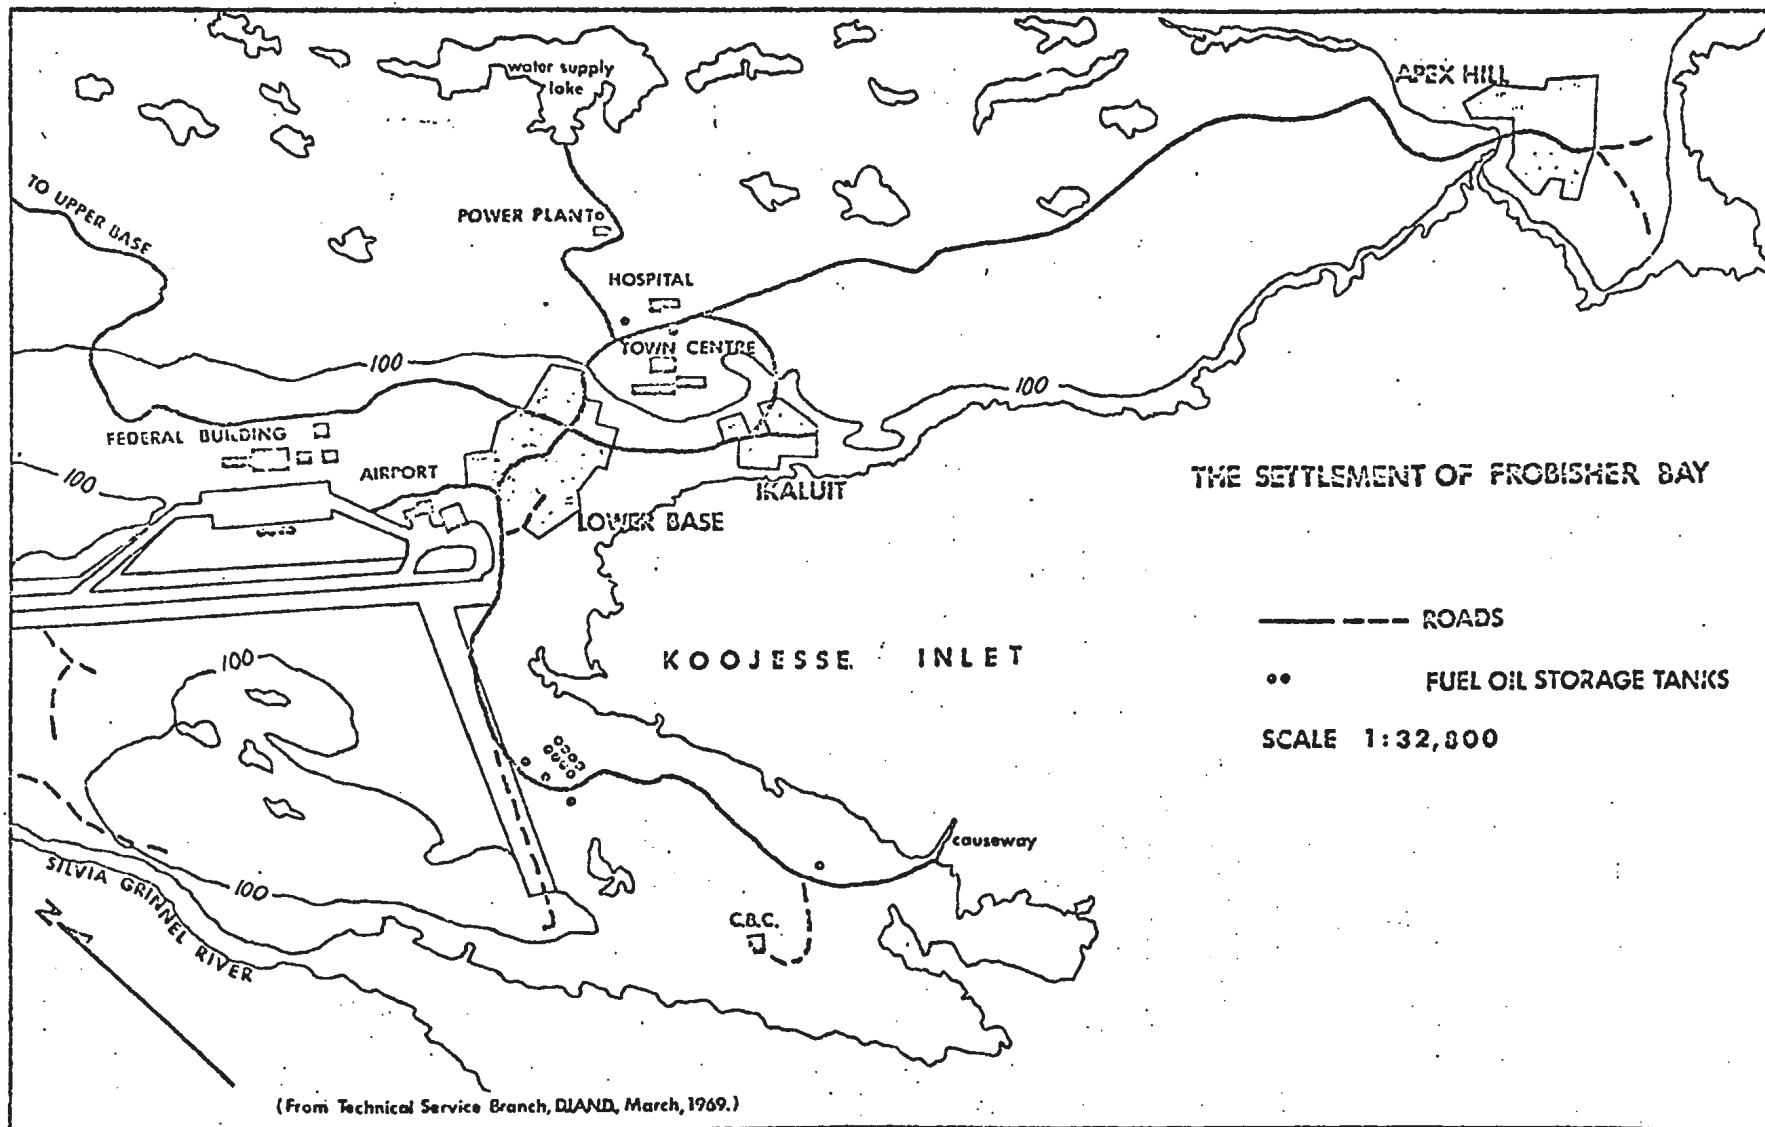 water supply
lake
APEX HILL
TO UPPER BASE
POWER PLANT
HOSPITAL
TOWN CENTRE
100
100
FEDERAL BUILDING
AIRPORT
100
IKALUIT
LOWER BASE
THE SETTLEMENT OF FROBISHER BAY
ROADS
KOOJESSE INLET
100
FUEL OIL STORAGE TANKS
SCALE 1:32,800
causeway
SILVIA GRINNEL RIVER
100
C.B.C.
N
(From Technical Service Branch, DIAND, March, 1969.)